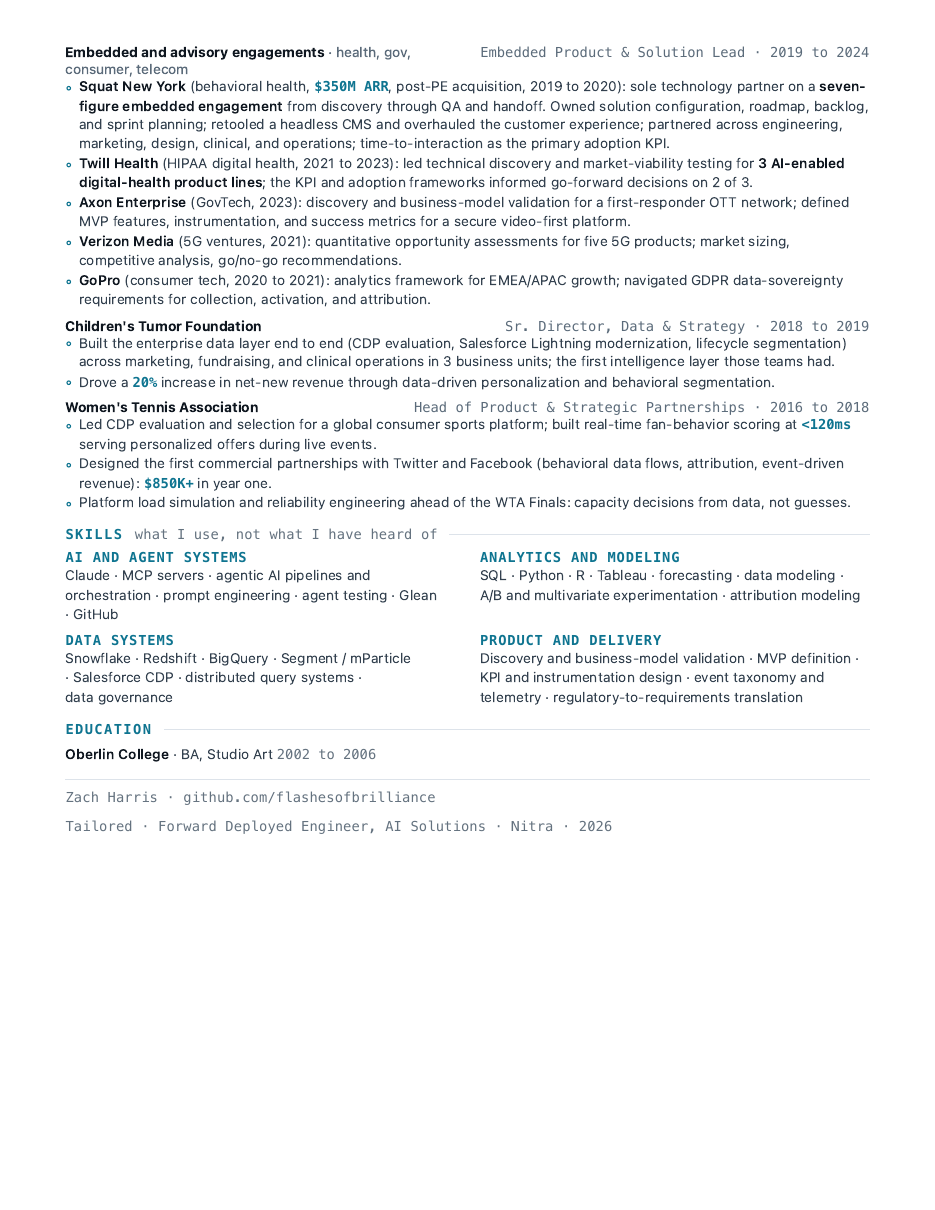 Embedded and advisory engagements · health, gov, consumer, telecom
Embedded Product & Solution Lead · 2019 to 2024
Squat New York (behavioral health, $350M ARR, post-PE acquisition, 2019 to 2020): sole technology partner on a seven-
figure embedded engagement from discovery through QA and handoff. Owned solution configuration, roadmap, backlog,
and sprint planning; retooled a headless CMS and overhauled the customer experience; partnered across engineering,
marketing, design, clinical, and operations; time-to-interaction as the primary adoption KPI.
Twill Health (HIPAA digital health, 2021 to 2023): led technical discovery and market-viability testing for 3 AI-enabled
digital-health product lines; the KPI and adoption frameworks informed go-forward decisions on 2 of 3.
Axon Enterprise (GovTech, 2023): discovery and business-model validation for a first-responder OTT network; defined
MVP features, instrumentation, and success metrics for a secure video-first platform.
Verizon Media (5G ventures, 2021): quantitative opportunity assessments for five 5G products; market sizing,
competitive analysis, go/no-go recommendations.
GoPro (consumer tech, 2020 to 2021): analytics framework for EMEA/APAC growth; navigated GDPR data-sovereignty
requirements for collection, activation, and attribution.
Children's Tumor Foundation
Sr. Director, Data & Strategy · 2018 to 2019
Built the enterprise data layer end to end (CDP evaluation, Salesforce Lightning modernization, lifecycle segmentation)
across marketing, fundraising, and clinical operations in 3 business units; the first intelligence layer those teams had.
Drove a 20% increase in net-new revenue through data-driven personalization and behavioral segmentation.
Women's Tennis Association
Head of Product & Strategic Partnerships · 2016 to 2018
Led CDP evaluation and selection for a global consumer sports platform; built real-time fan-behavior scoring at <120ms
serving personalized offers during live events.
Designed the first commercial partnerships with Twitter and Facebook (behavioral data flows, attribution, event-driven
revenue): $850K+ in year one.
Platform load simulation and reliability engineering ahead of the WTA Finals: capacity decisions from data, not guesses.
SKILLS what I use, not what I have heard of
AI AND AGENT SYSTEMS
Claude · MCP servers · agentic AI pipelines and
orchestration · prompt engineering · agent testing · Glean
· GitHub
ANALYTICS AND MODELING
SQL · Python · R · Tableau · forecasting · data modeling ·
A/B and multivariate experimentation · attribution modeling
DATA SYSTEMS
Snowflake · Redshift · BigQuery · Segment / mParticle
· Salesforce CDP · distributed query systems ·
data governance
PRODUCT AND DELIVERY
Discovery and business-model validation · MVP definition ·
KPI and instrumentation design · event taxonomy and
telemetry · regulatory-to-requirements translation
EDUCATION
Oberlin College · BA, Studio Art 2002 to 2006
Zach Harris · github.com/flashesofbrilliance
Tailored · Forward Deployed Engineer, AI Solutions · Nitra · 2026